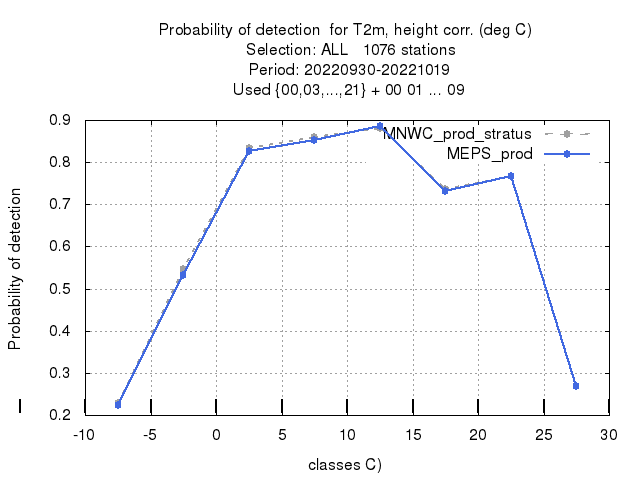 Probability of detection  for T2m, height corr. (deg C)
Selection: ALL   1076 stations
Period: 20220930-20221019
Used {00,03,...,21} + 00 01 ... 09
MNWC_prod_stratus
MEPS_prod
Probability of detection
0.9
0.8
0.7
0.6
0.5
0.4
0.3
0.2
-10 -5 0 5 10 15 20 25 30
classes C)